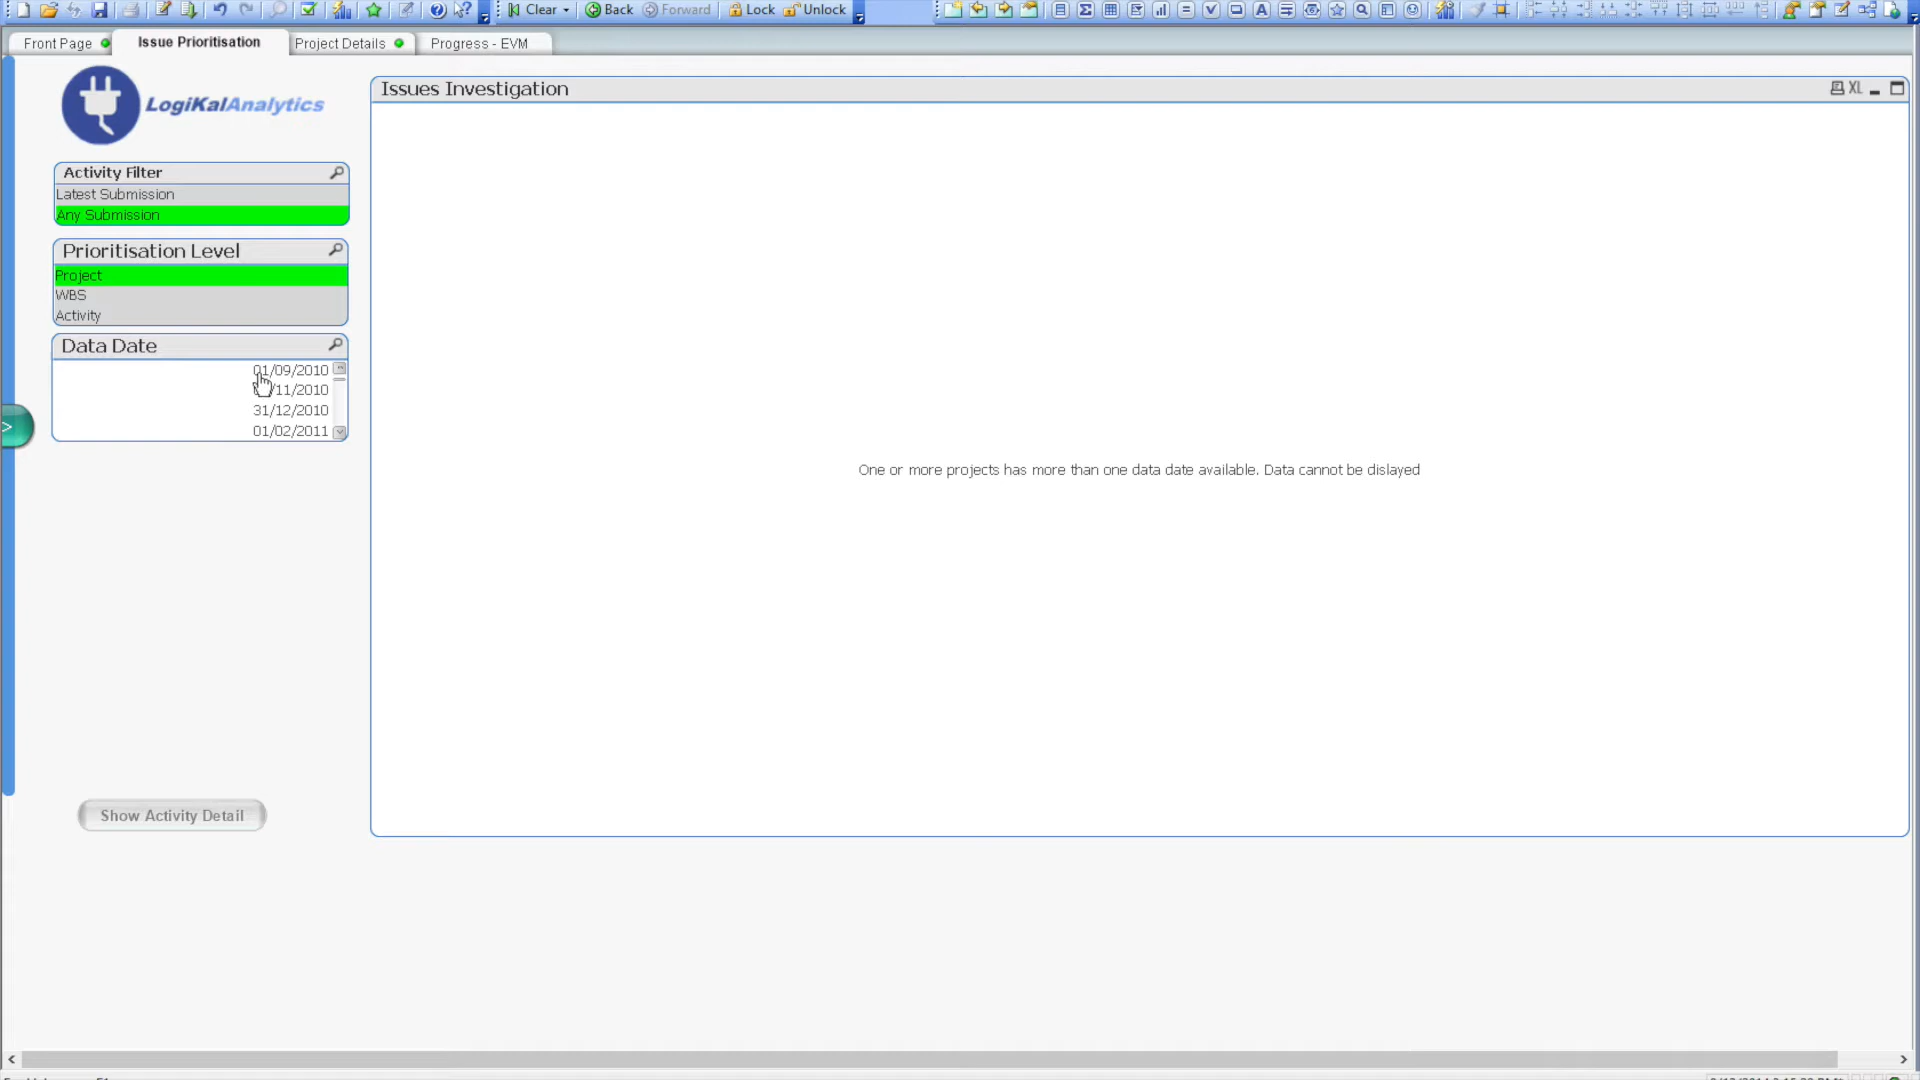 Clear Back Forward Lock Unlock
Front Page Issue Prioritisation Project Details Progress - EVM
LogiKalAnalytics
Issues Investigation XL
Activity Filter
Latest Submission
Any Submission
Prioritisation Level
Project
WBS
Activity
Data Date
01/09/2010
/11/2010
31/12/2010
01/02/2011
>
One or more projects has more than one data date available. Data cannot be dislayed
Show Activity Detail